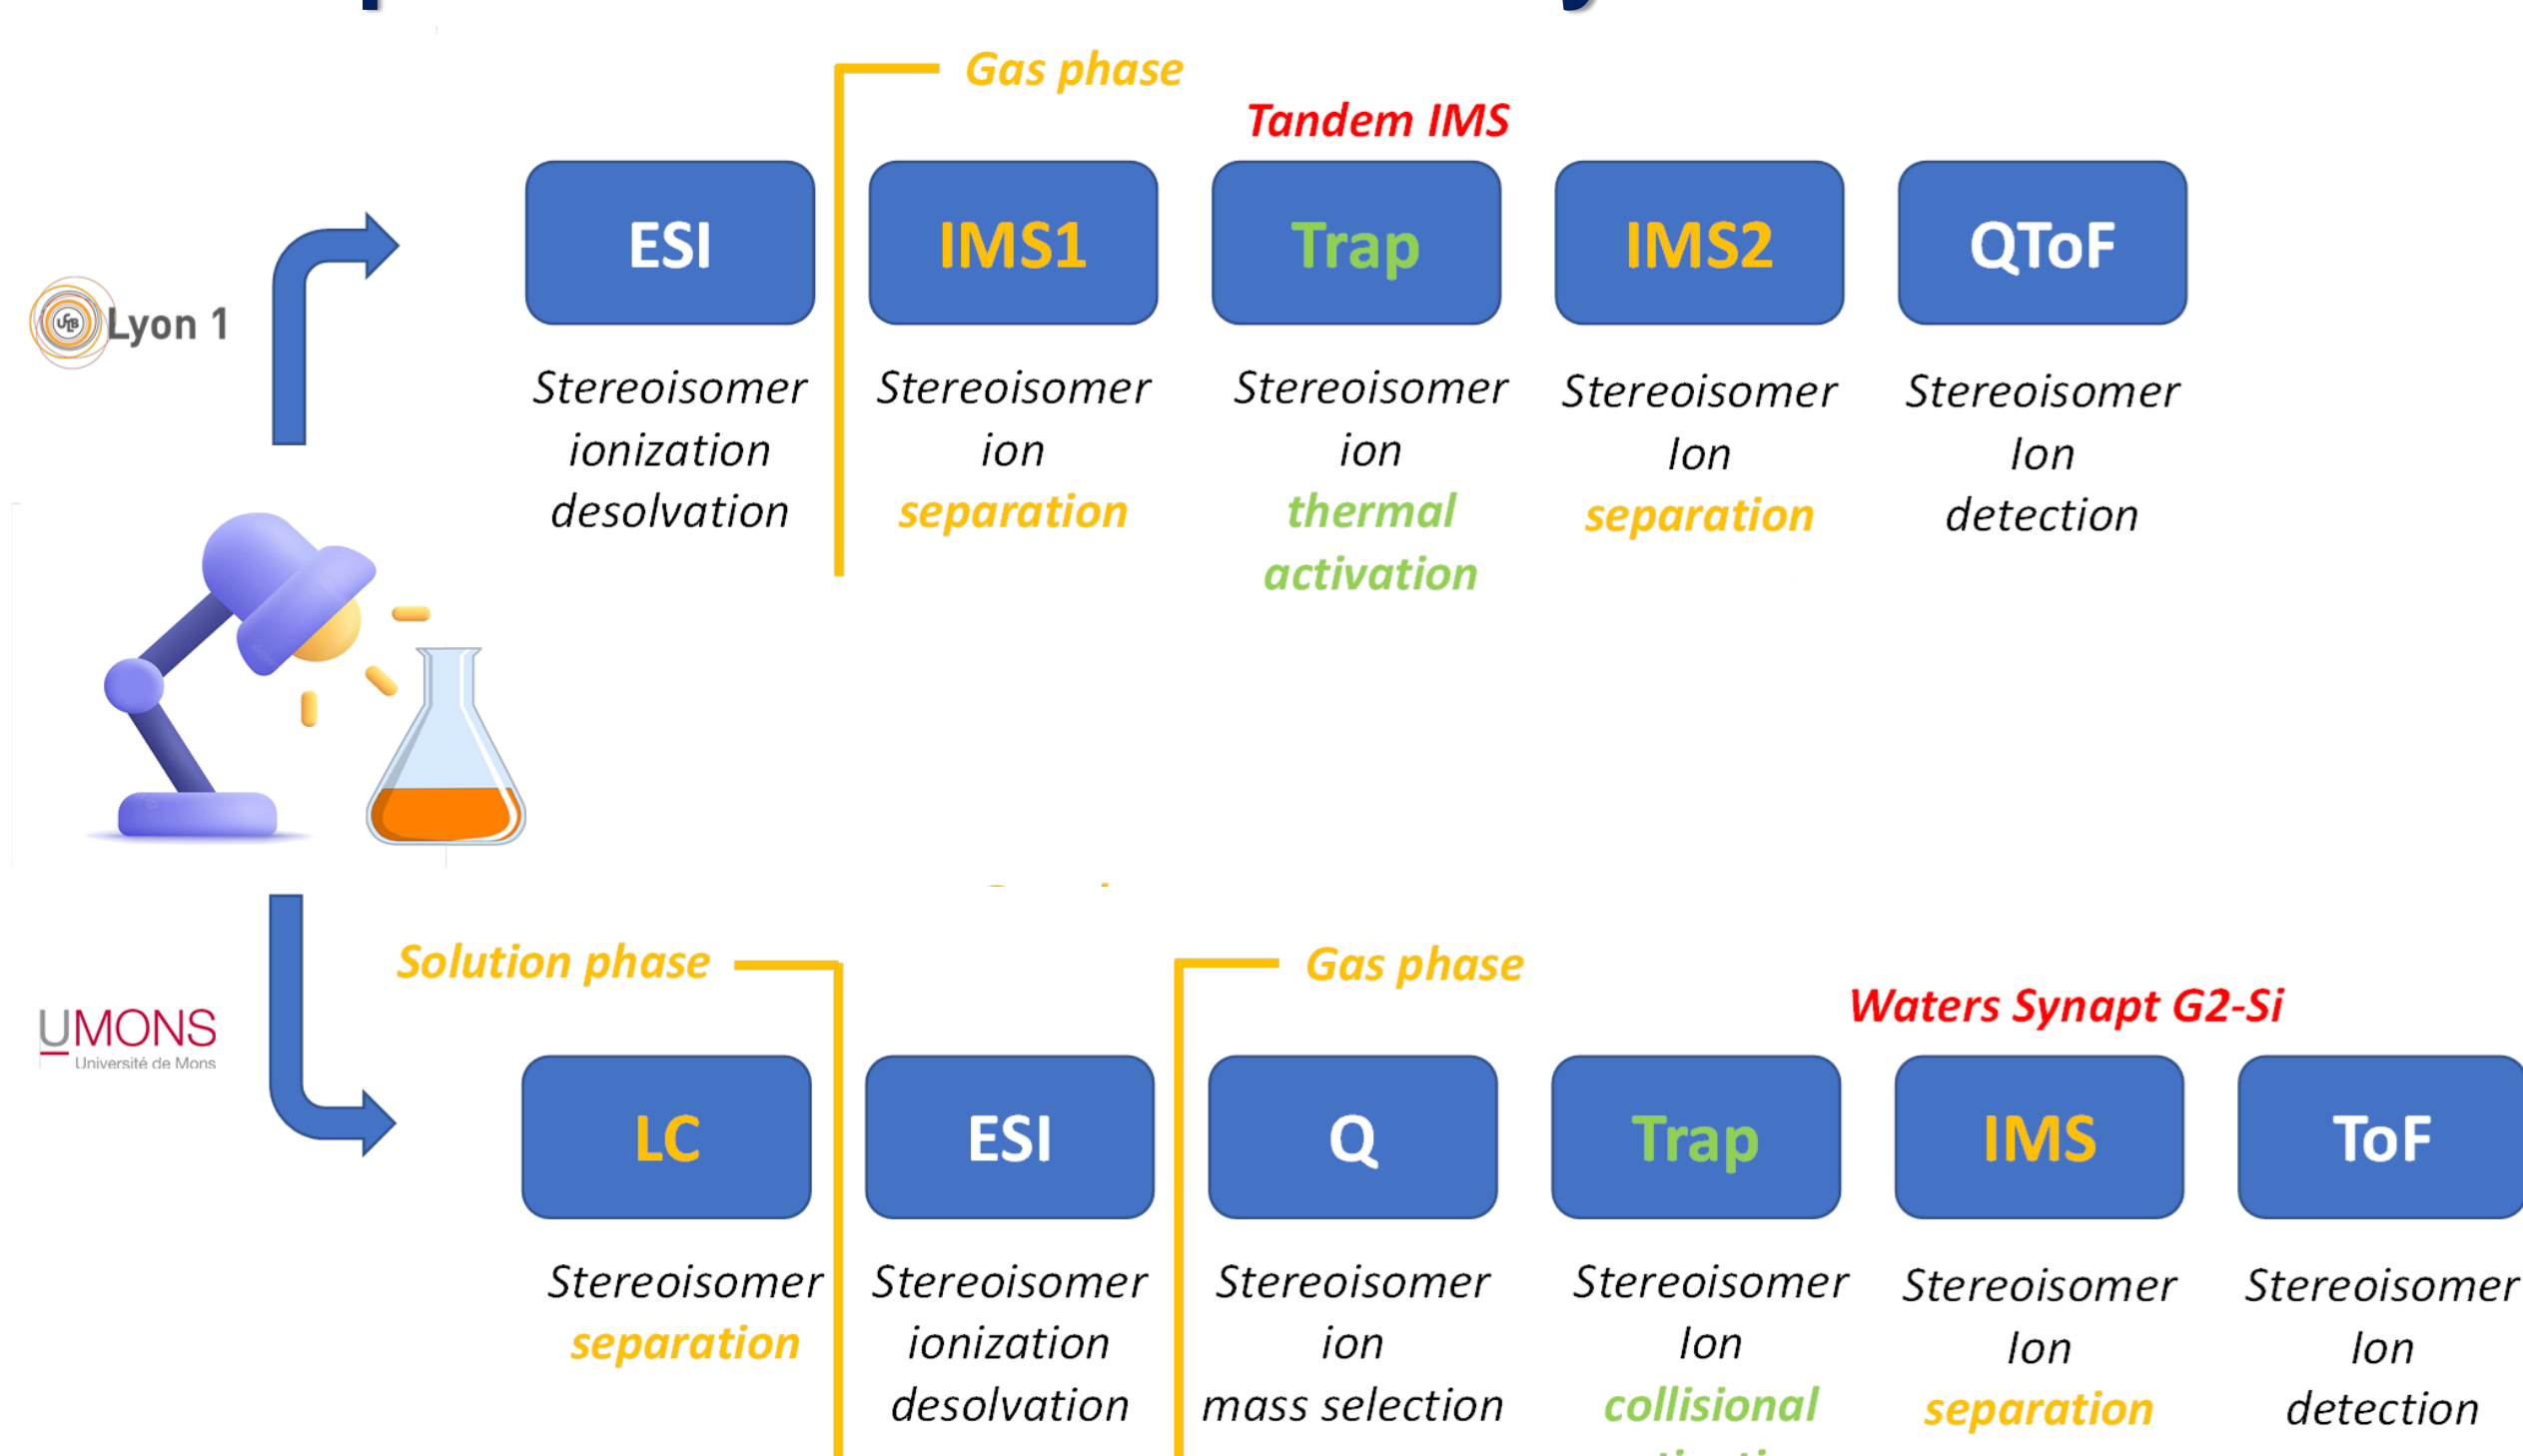 Gas phase
Tandem IMS
ESI
IMS1
Trap
IMS2
QToF
Lyon 1
Stereoisomer
ionization
desolvation
Stereoisomer
ion
separation
Stereoisomer
ion
thermal
activation
Stereoisomer
Ion
separation
Stereoisomer
Ion
detection
Solution phase
Gas phase
Waters Synapt G2-Si
UMONS
Université de Mons
LC
ESI
Q
Trap
IMS
ToF
Stereoisomer
separation
Stereoisomer
ionization
desolvation
Stereoisomer
ion
mass selection
Stereoisomer
Ion
collisional
Stereoisomer
Ion
separation
Stereoisomer
Ion
detection